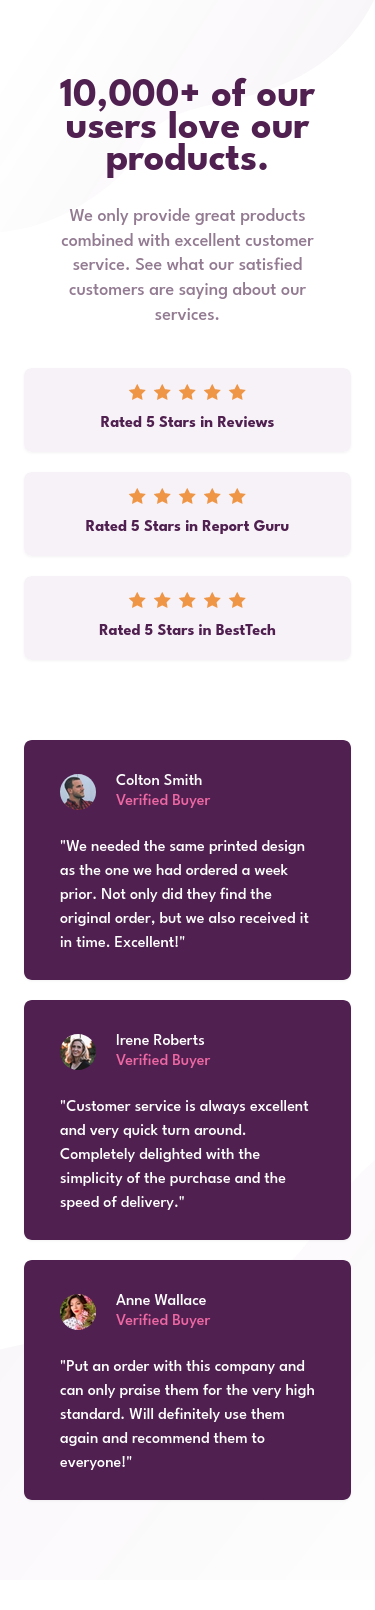 10,000+ of our
users love our
products.
We only provide great products
combined with excellent customer
service. See what our satisfied
customers are saying about our
services.
Rated 5 Stars in Reviews
Rated 5 Stars in Report Guru
Rated 5 Stars in BestTech
Colton Smith
Verified Buyer
"We needed the same printed design
as the one we had ordered a week
prior. Not only did they find the
original order, but we also received it
in time. Excellent!"
Irene Roberts
Verified Buyer
"Customer service is always excellent
and very quick turn around.
Completely delighted with the
simplicity of the purchase and the
speed of delivery."
Anne Wallace
Verified Buyer
"Put an order with this company and
can only praise them for the very high
standard. Will definitely use them
again and recommend them to
everyone!"